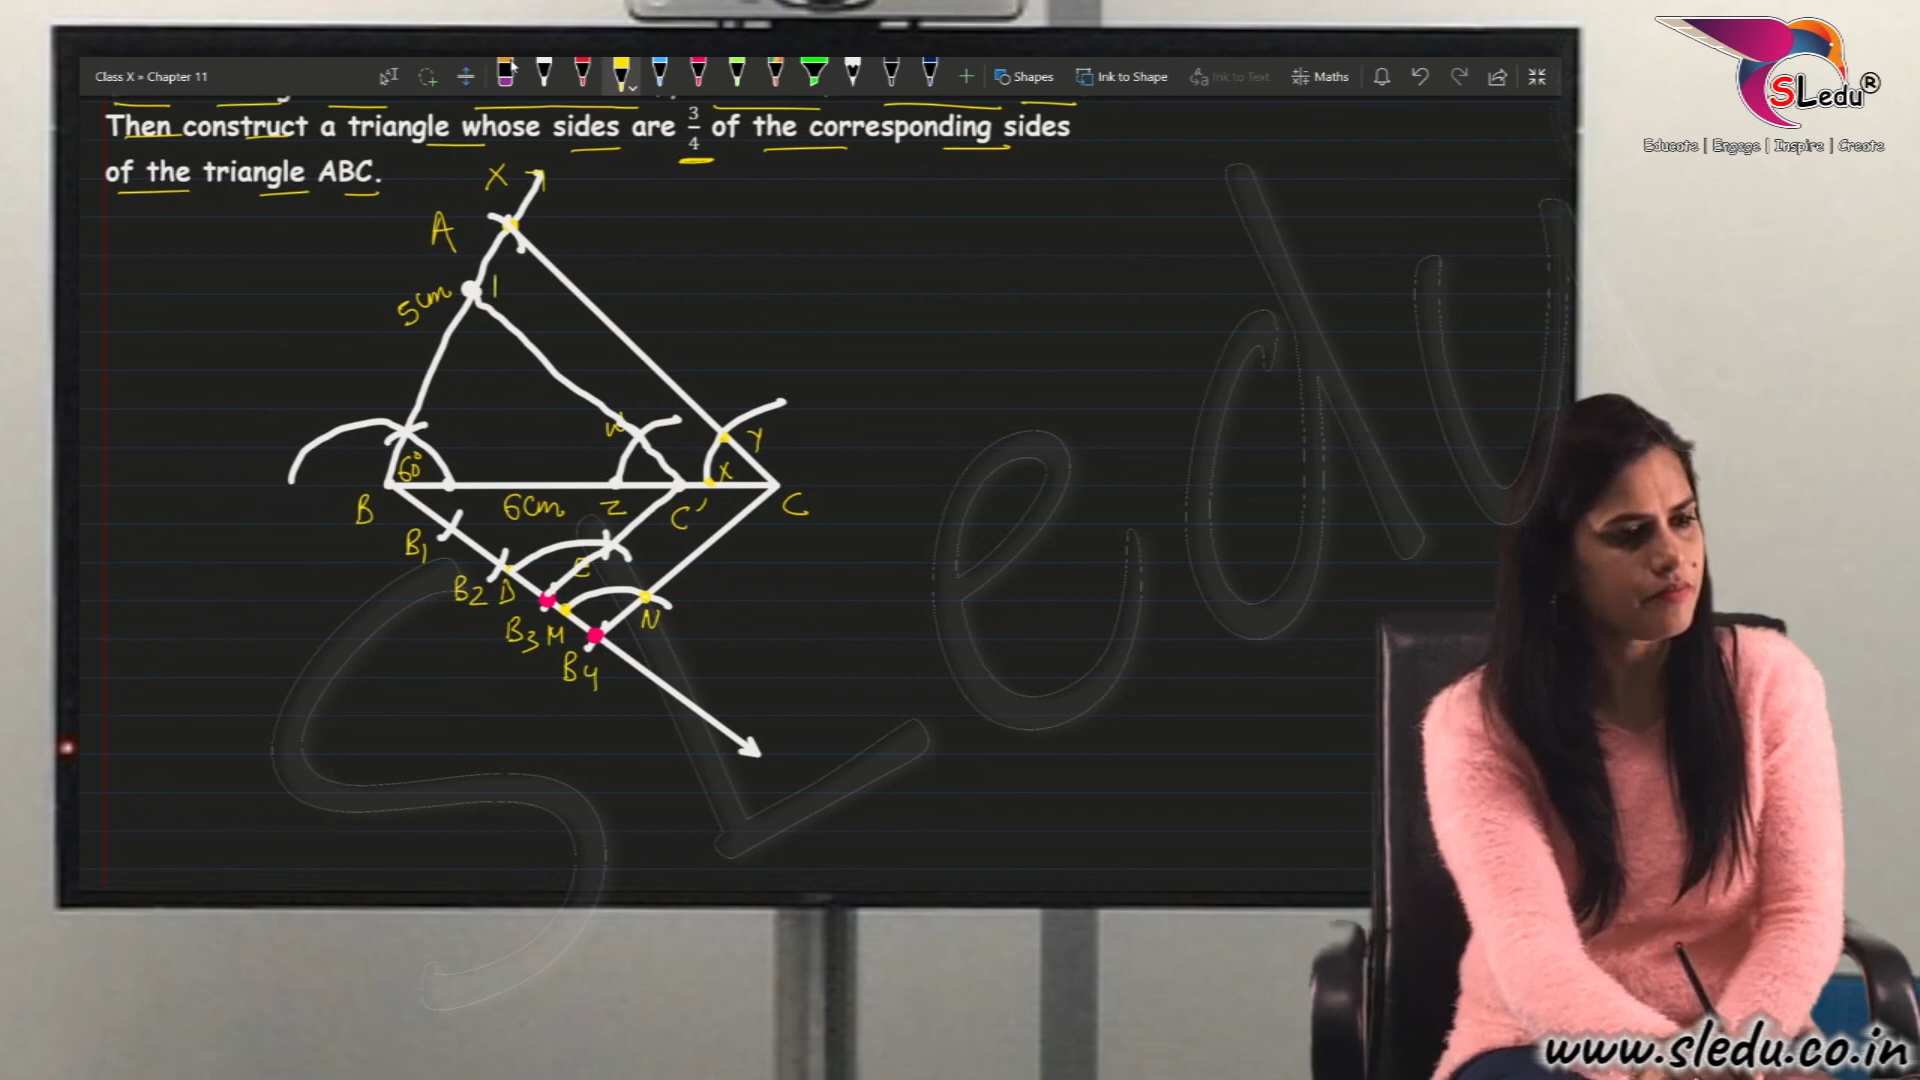 Class X » Chapter 11
Shapes
Ink to Shape
Ink to Text
Maths
SLedu®
Educate | Engage | Inspire | Create
Then construct a triangle whose sides are 3/4 of the corresponding sides
of the triangle ABC.
X
A
5cm
W
Y
60°
X
B
6cm
Z
C'
C
B1
E
B2
D
B3
M
N
B4
SLedu
www.sledu.co.in